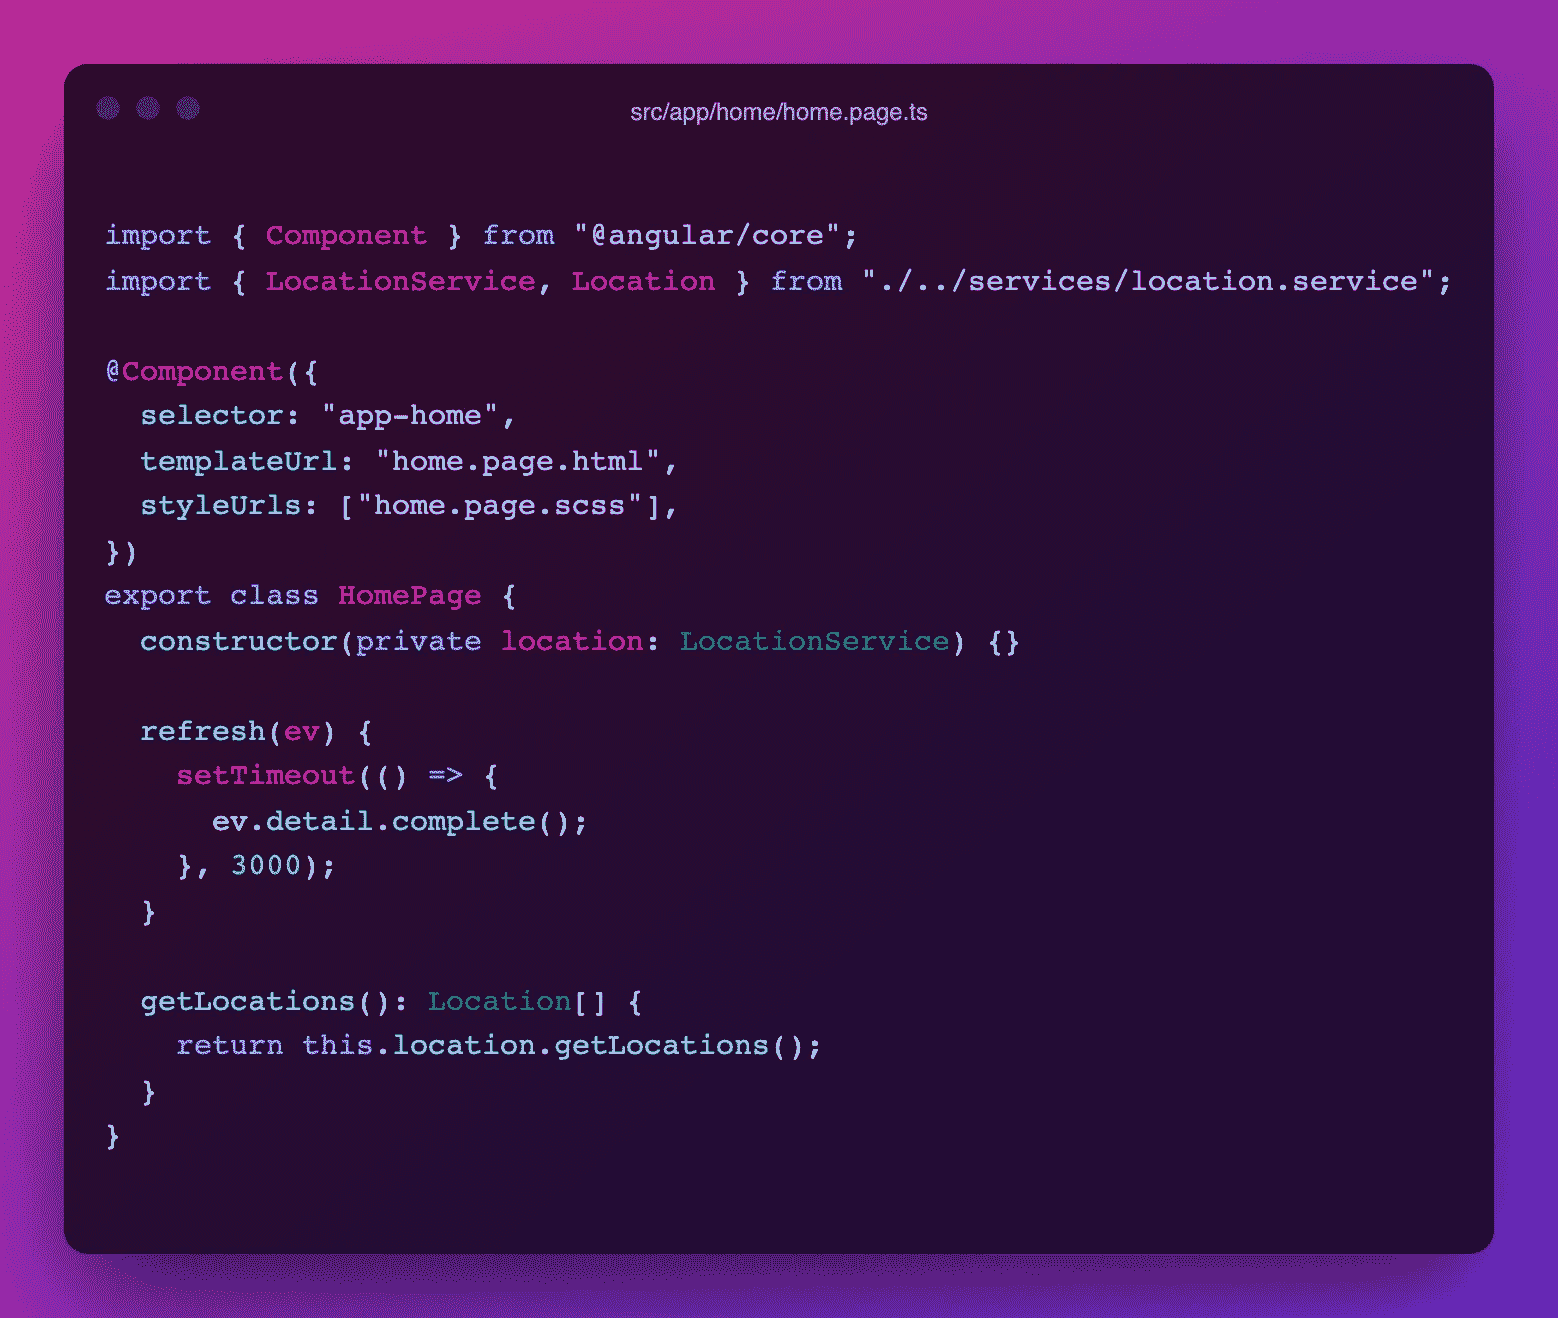 src/app/home/home.page.ts
import { Component } from "@angular/core";
import { LocationService, Location } from "./../services/location.service";
@Component({
  selector: "app-home",
  templateUrl: "home.page.html",
  styleUrls: ["home.page.scss"],
})
export class HomePage {
  constructor(private location: LocationService) {}
  refresh(ev) {
    setTimeout(() => {
      ev.detail.complete();
    }, 3000);
  }
  getLocations(): Location[] {
    return this.location.getLocations();
  }
}